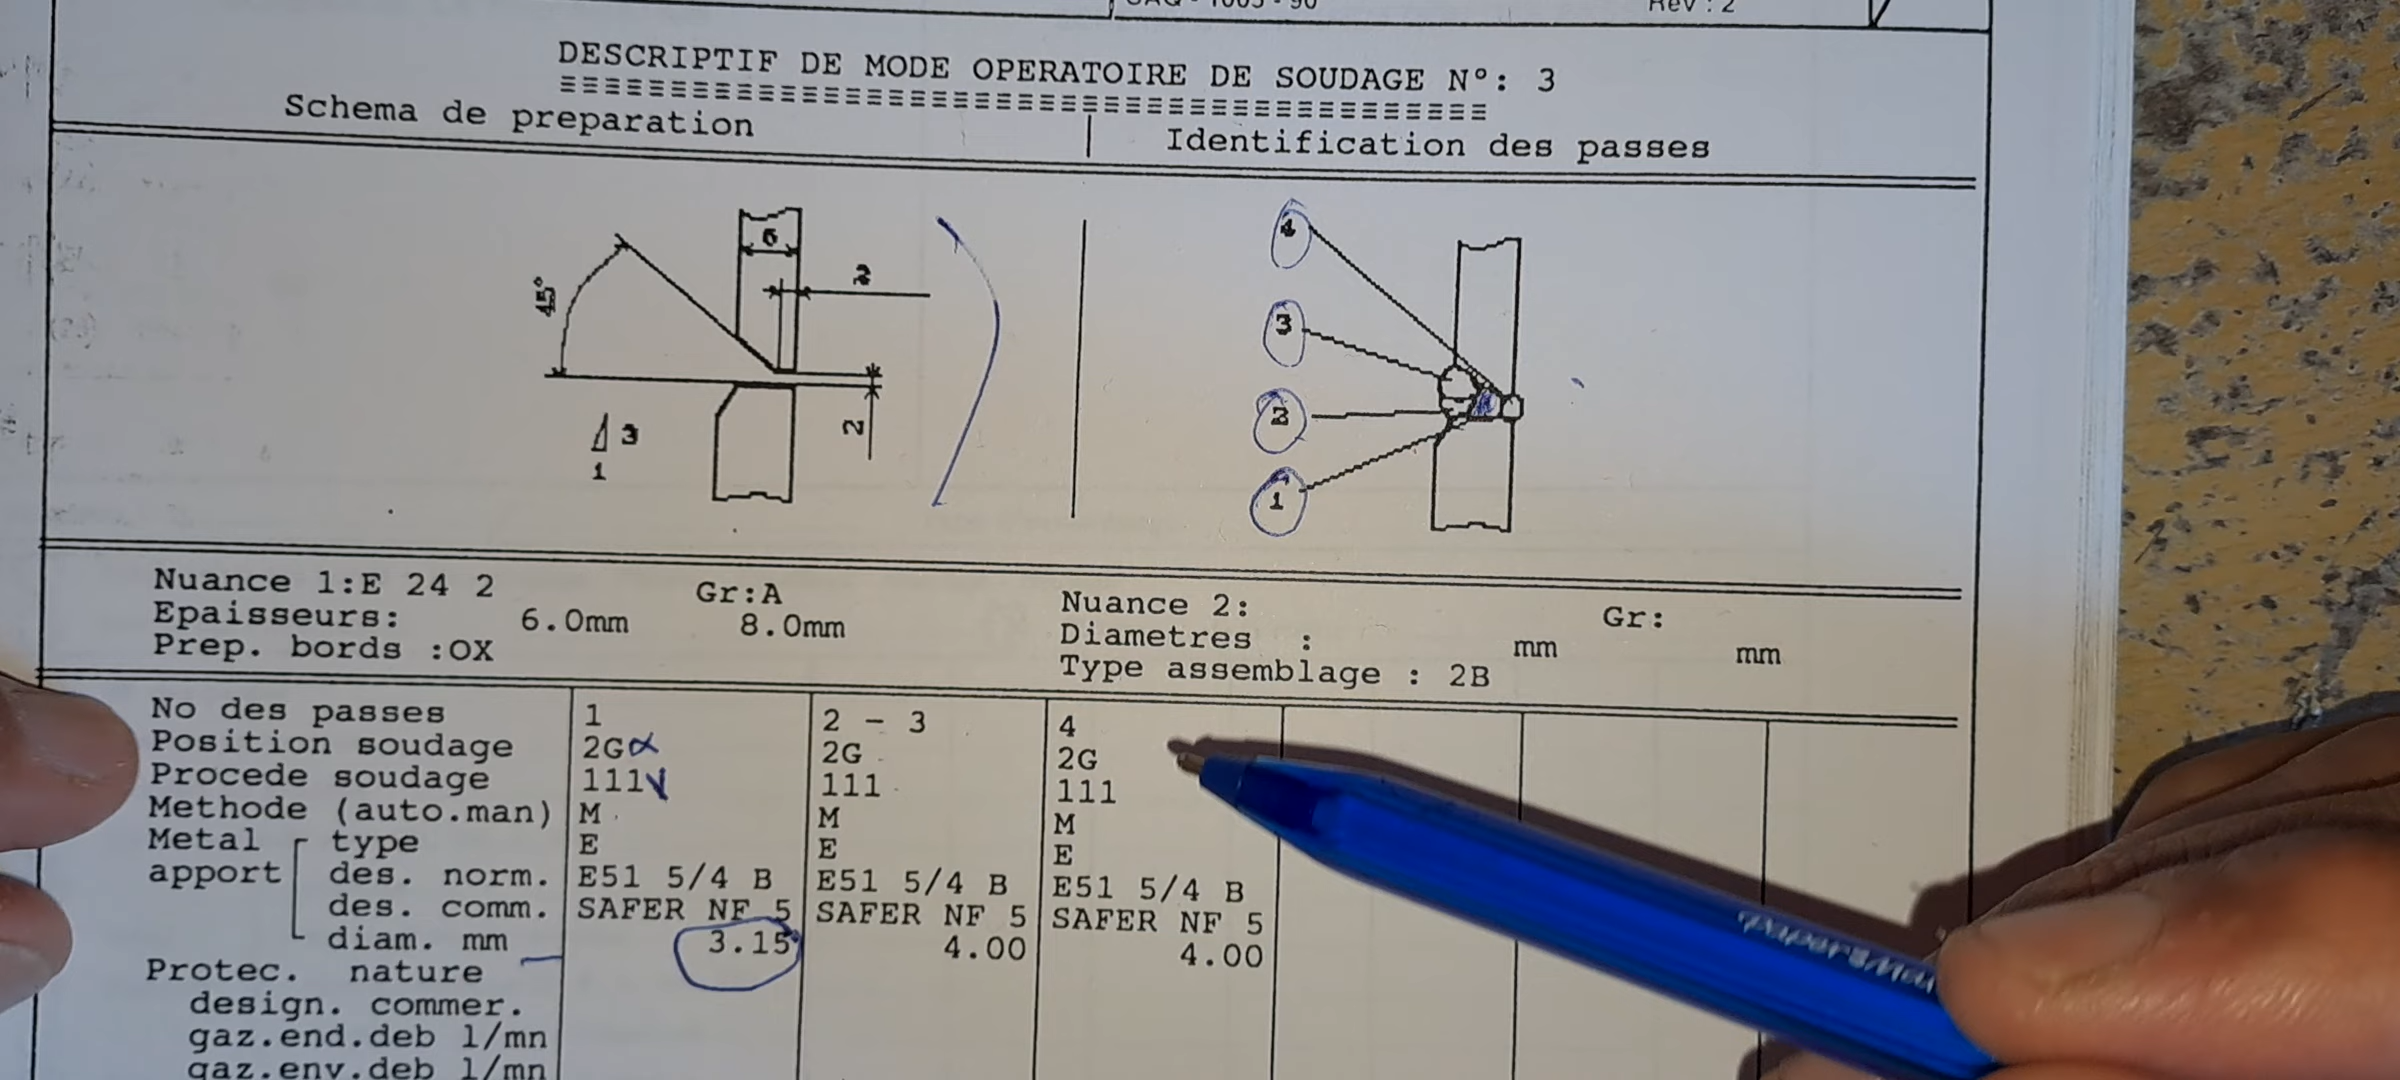 Rev : 2
DESCRIPTIF DE MODE OPERATOIRE DE SOUDAGE N°: 3
Schema de preparation
Identification des passes
6
2
45°
2
3
1
4
3
2
1
Nuance 1:E 24 2 Gr:A Nuance 2: Gr:
Epaisseurs: 6.0mm 8.0mm Diametres : mm mm
Prep. bords :OX Type assemblage : 2B
No des passes 1 2 - 3 4
Position soudage 2G 2G 2G
Procede soudage 111 111 111
Methode (auto.man) M M M
Metal type E E E
apport des. norm. E51 5/4 B E51 5/4 B E51 5/4 B
des. comm. SAFER NF 5 SAFER NF 5 SAFER NF 5
diam. mm 3.15 4.00 4.00
Protec. nature
design. commer.
gaz.end.deb l/mn
gaz.env.deb l/mn